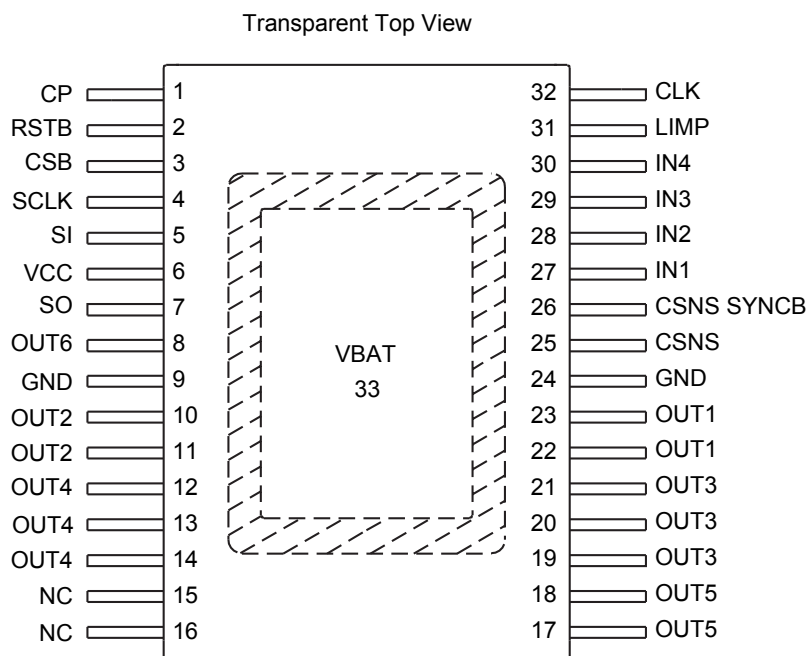 Transparent Top View
CP 1 32 CLK
RSTB 2 31 LIMP
CSB 3 30 IN4
SCLK 4 29 IN3
SI 5 28 IN2
VCC 6 27 IN1
SO 7 26 CSNS SYNCB
OUT6 8 25 CSNS
GND 9 24 GND
OUT2 10 23 OUT1
OUT2 11 22 OUT1
OUT4 12 21 OUT3
OUT4 13 20 OUT3
OUT4 14 19 OUT3
NC 15 18 OUT5
NC 16 17 OUT5
VBAT
33